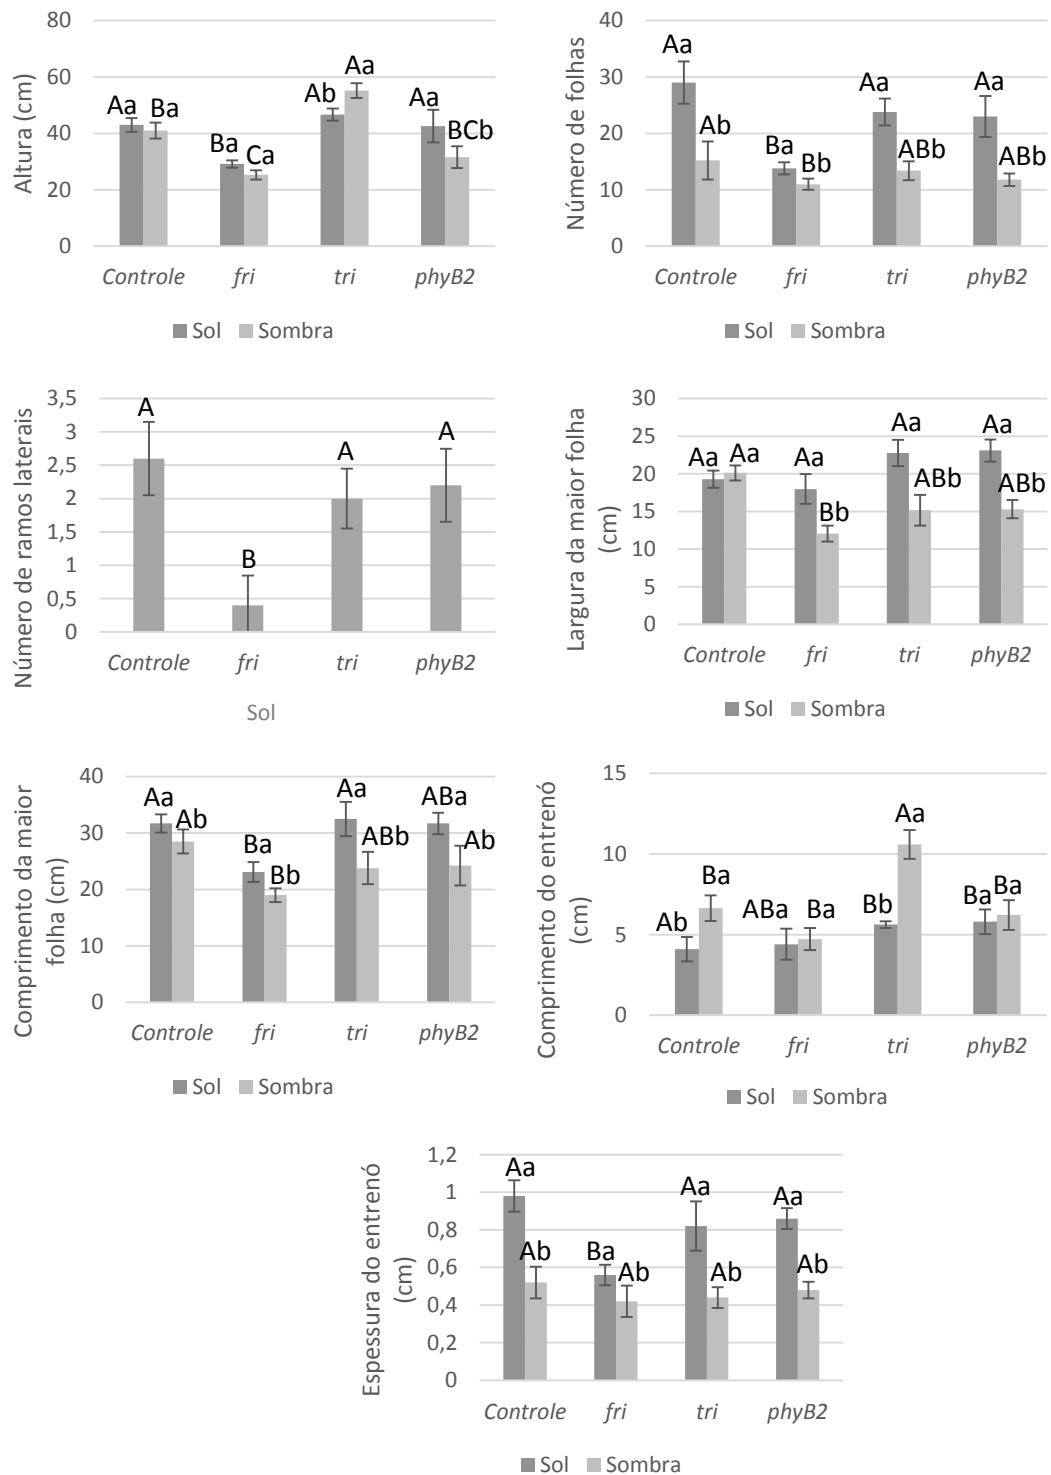 Altura (cm)
80
60
40
20
0
Aa
Ba
Ba
Ca
Ab
Aa
Aa
BCb
Controle
fri
tri
phyB2
Sol
Sombra
Número de folhas
40
30
20
10
0
Aa
Ab
Ba
Bb
Aa
ABb
Aa
ABb
Controle
fri
tri
phyB2
Sol
Sombra
Número de ramos laterais
3,5
3
2,5
2
1,5
1
0,5
0
A
B
A
A
Controle
fri
tri
phyB2
Sol
Largura da maior folha
(cm)
30
25
20
15
10
5
0
Aa
Aa
Aa
Bb
Aa
ABb
Aa
ABb
Controle
fri
tri
phyB2
Sol
Sombra
Comprimento da maior
folha (cm)
40
30
20
10
0
Aa
Ab
Ba
Bb
Aa
ABb
ABa
Ab
Controle
fri
tri
phyB2
Sol
Sombra
Comprimento do entrenó
(cm)
15
10
5
0
Ab
Ba
ABa
Ba
Bb
Aa
Ba
Ba
Controle
fri
tri
phyB2
Sol
Sombra
Espessura do entrenó
(cm)
1,2
1
0,8
0,6
0,4
0,2
0
Aa
Ab
Ba
Ab
Aa
Ab
Aa
Ab
Controle
fri
tri
phyB2
Sol
Sombra